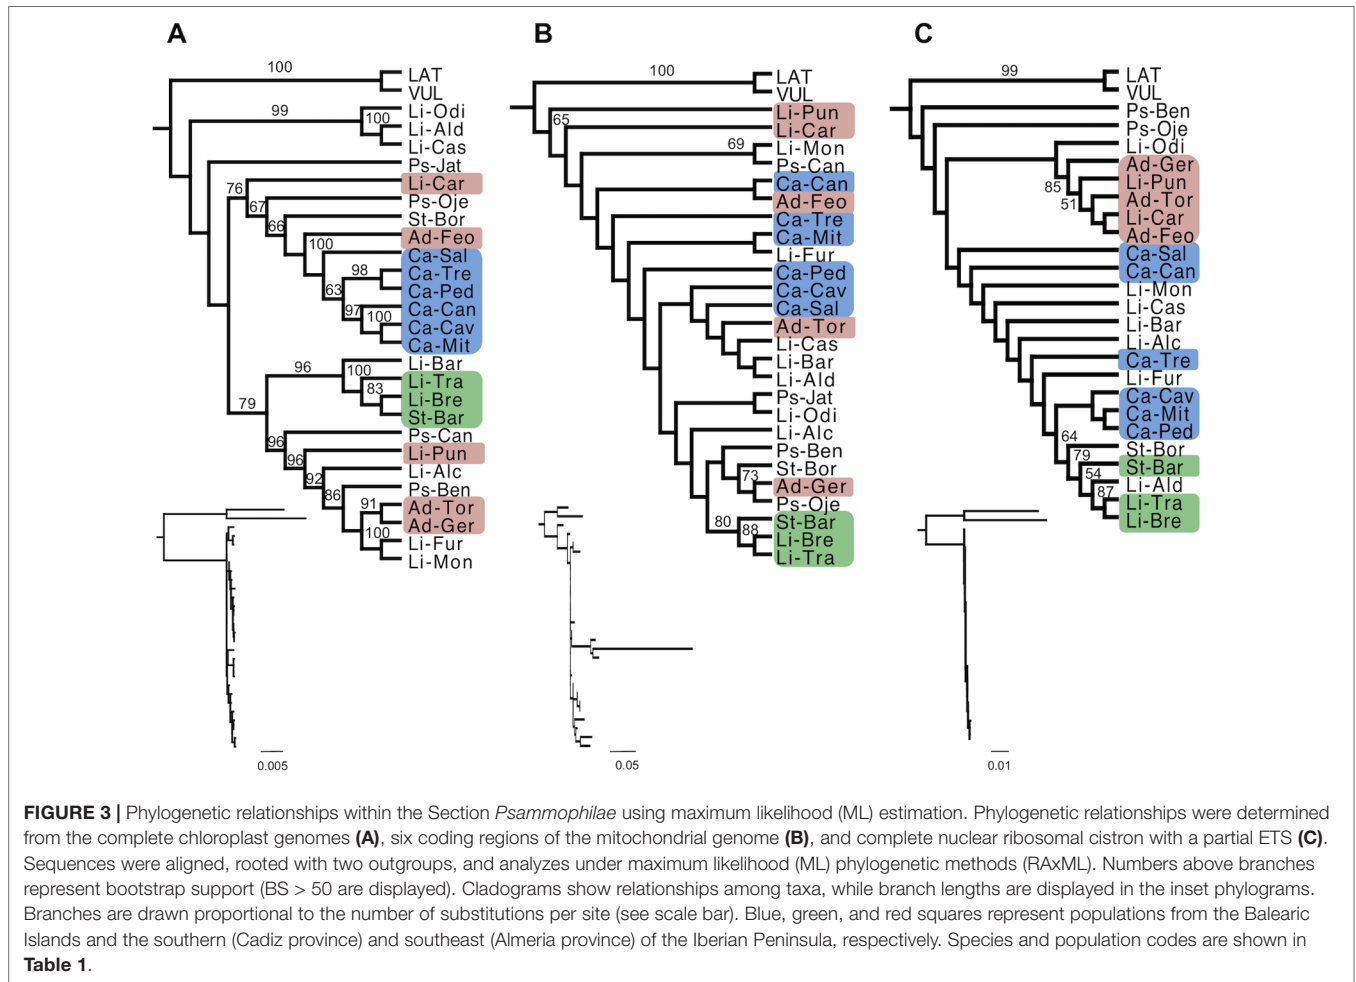 A
100
LAT
VUL
99
Li-Odi
100
Li-Ald
Li-Cas
Ps-Jat
76
Li-Car
67
Ps-Oje
66
St-Bor
Ad-Feo
100
Ca-Sal
98
Ca-Tre
63
Ca-Ped
97
Ca-Can
100
Ca-Cav
Ca-Mit
96
Li-Bar
100
Li-Tra
83
Li-Bre
79
St-Bar
96
Ps-Can
96
Li-Pun
92
Li-Alc
86
Ps-Ben
91
Ad-Tor
Ad-Ger
100
Li-Fur
Li-Mon
0.005
B
100
LAT
VUL
65
Li-Pun
Li-Car
69
Li-Mon
Ps-Can
Ca-Can
Ad-Feo
Ca-Tre
Ca-Mit
Li-Fur
Ca-Ped
Ca-Cav
Ca-Sal
Ad-Tor
Li-Cas
Li-Bar
Li-Ald
Ps-Jat
Li-Odi
Li-Alc
Ps-Ben
St-Bor
73
Ad-Ger
Ps-Oje
80
St-Bar
88
Li-Bre
Li-Tra
0.05
C
99
LAT
VUL
Ps-Ben
Ps-Oje
Li-Odi
Ad-Ger
85
Li-Pun
51
Ad-Tor
Li-Car
Ad-Feo
Ca-Sal
Ca-Can
Li-Mon
Li-Cas
Li-Bar
Li-Alc
Ca-Tre
Li-Fur
Ca-Cav
Ca-Mit
Ca-Ped
64
St-Bor
79
St-Bar
54
Li-Ald
87
Li-Tra
Li-Bre
0.01
FIGURE 3 | Phylogenetic relationships within the Section Psammophilae using maximum likelihood (ML) estimation. Phylogenetic relationships were determined
from the complete chloroplast genomes (A), six coding regions of the mitochondrial genome (B), and complete nuclear ribosomal cistron with a partial ETS (C).
Sequences were aligned, rooted with two outgroups, and analyzes under maximum likelihood (ML) phylogenetic methods (RAxML). Numbers above branches
represent bootstrap support (BS > 50 are displayed). Cladograms show relationships among taxa, while branch lengths are displayed in the inset phylograms.
Branches are drawn proportional to the number of substitutions per site (see scale bar). Blue, green, and red squares represent populations from the Balearic
Islands and the southern (Cadiz province) and southeast (Almeria province) of the Iberian Peninsula, respectively. Species and population codes are shown in
Table 1.